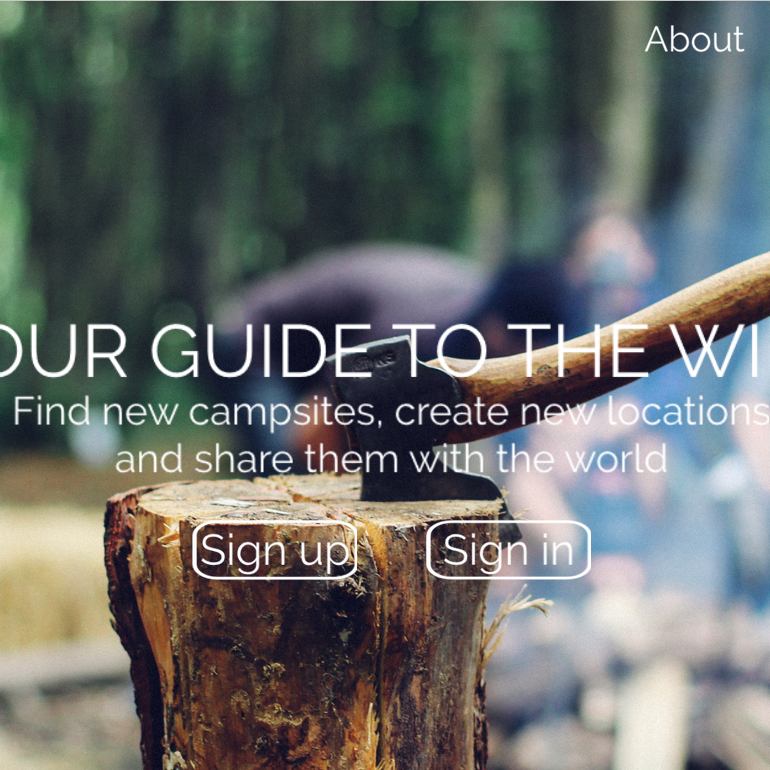 About
OUR GUIDE TO THE WI
Find new campsites, create new locations
and share them with the world
Sign up
Sign in